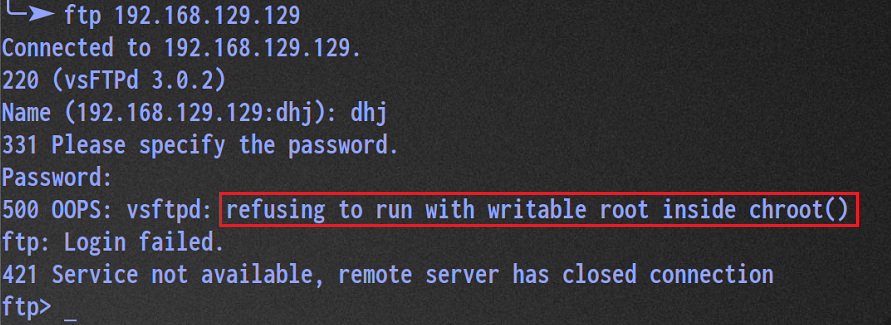 ftp 192.168.129.129
Connected to 192.168.129.129.
220 (vsFTPd 3.0.2)
Name (192.168.129.129:dhj): dhj
331 Please specify the password.
Password:
500 OOPS: vsftpd: refusing to run with writable root inside chroot()
ftp: Login failed.
421 Service not available, remote server has closed connection
ftp> _